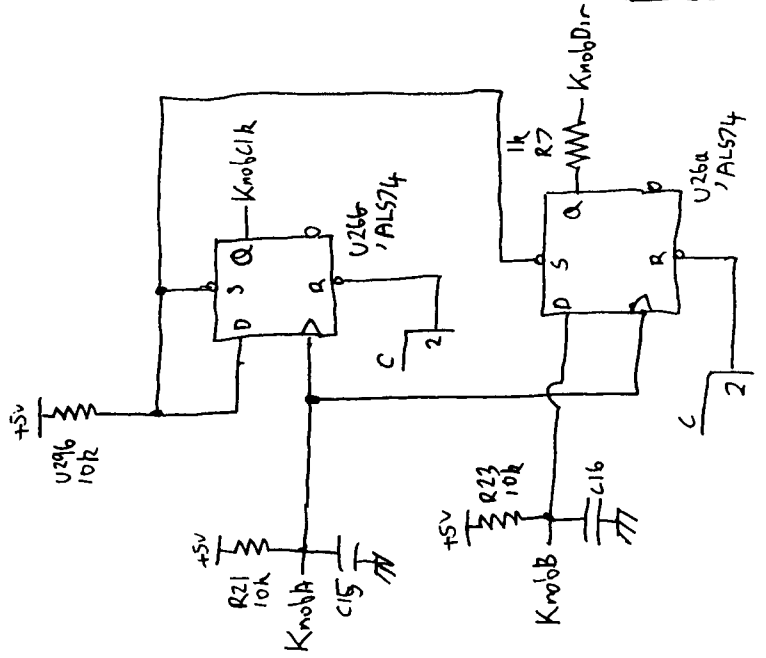 +5v
U29b
10k
S
D
Q
R
KnobClk
U26b
'ALS74
C
2
1k
R7
KnobDir
S
D
Q
R
U26a
'ALS74
C
2
+5v
R21
10k
KnobA
C15
+5v
R23
10k
KnobB
C16